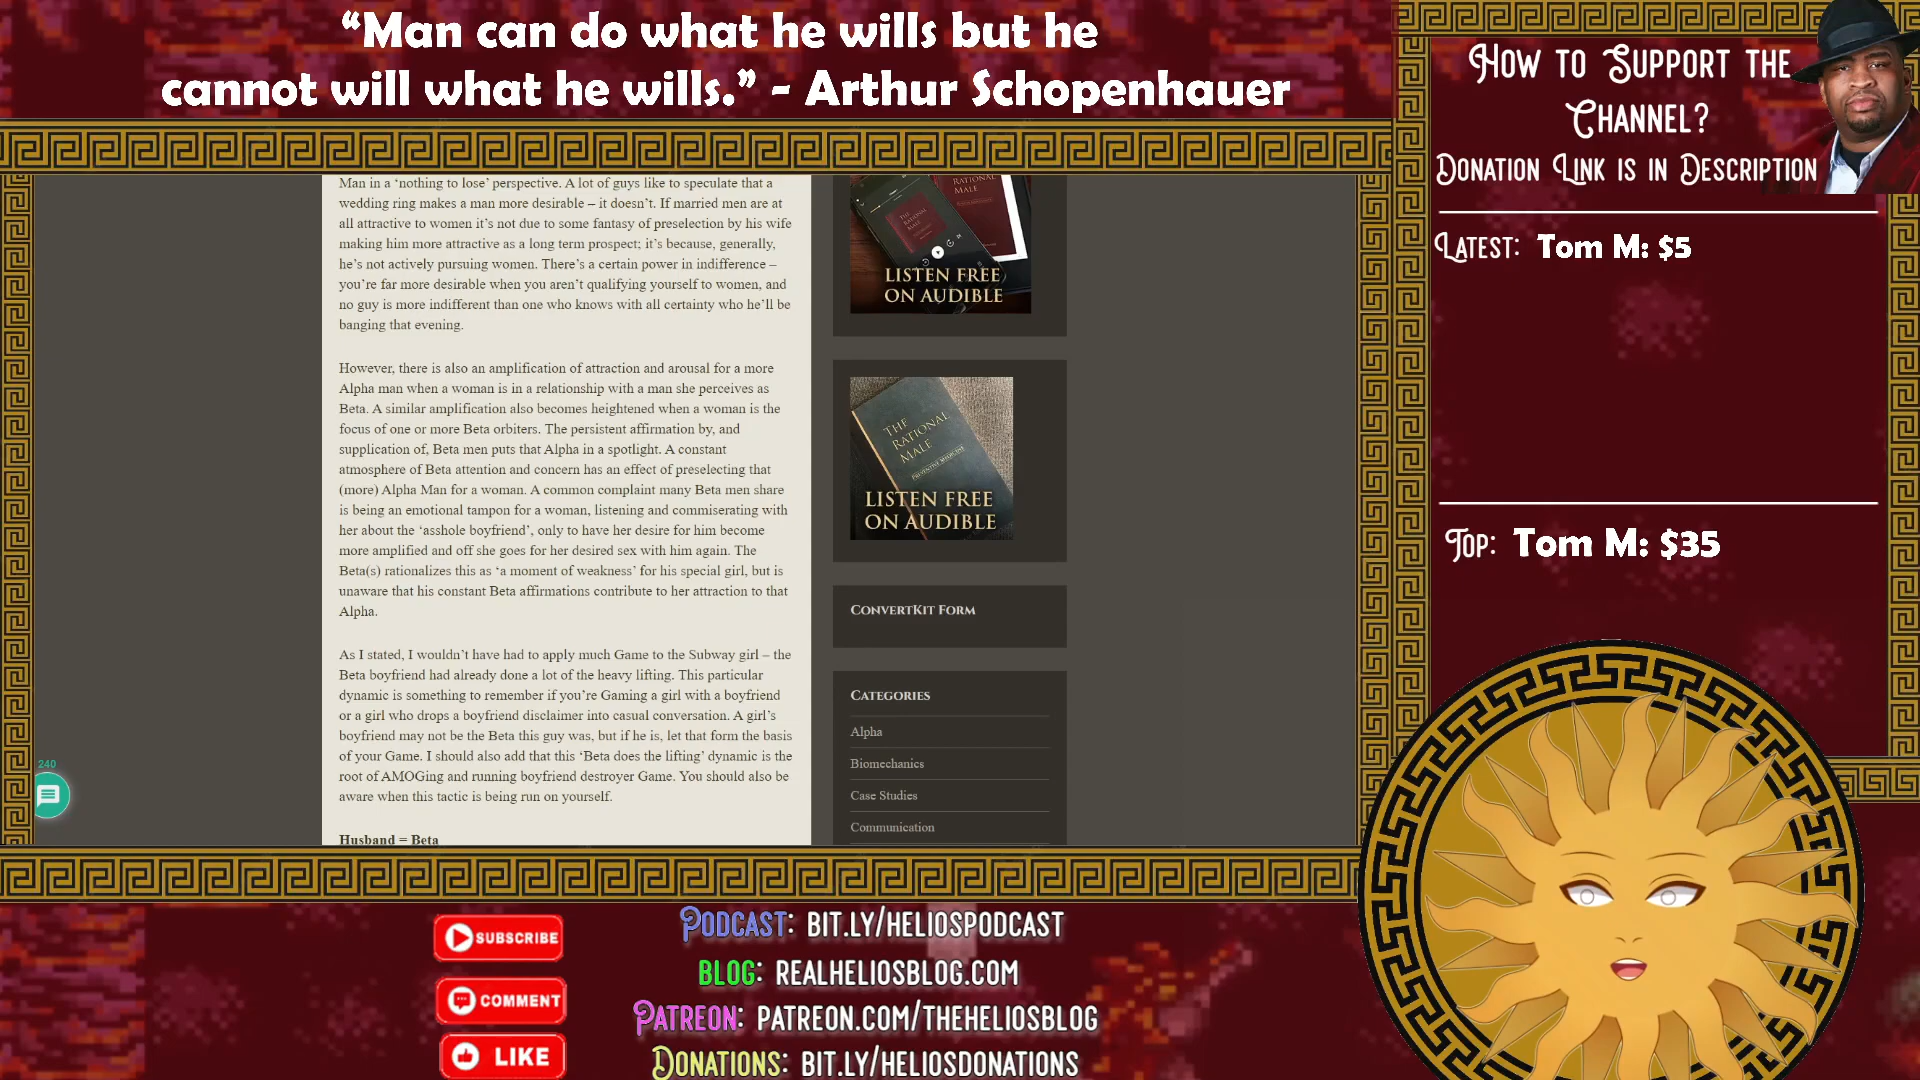 “Man can do what he wills but he
cannot will what he wills.” - Arthur Schopenhauer
How to Support the
Channel?
Donation Link is in Description
Latest: Tom M: $5
Top: Tom M: $35
Man in a ‘nothing to lose’ perspective. A lot of guys like to speculate that a
wedding ring makes a man more desirable – it doesn’t. If married men are at
all attractive to women it’s not due to some fantasy of preselection by his wife
making him more attractive as a long term prospect; it’s because, generally,
he’s not actively pursuing women. There’s a certain power in indifference –
you’re far more desirable when you aren’t qualifying yourself to women, and
no guy is more indifferent than one who knows with all certainty who he’ll be
banging that evening.
However, there is also an amplification of attraction and arousal for a more
Alpha man when a woman is in a relationship with a man she perceives as
Beta. A similar amplification also becomes heightened when a woman is the
focus of one or more Beta orbiters. The persistent affirmation by, and
supplication of, Beta men puts that Alpha in a spotlight. A constant
atmosphere of Beta attention and concern has an effect of preselecting that
(more) Alpha Man for a woman. A common complaint many Beta men share
is being an emotional tampon for a woman, listening and commiserating with
her about the ‘asshole boyfriend’, only to have her desire for him become
more amplified and off she goes for her desired sex with him again. The
Beta(s) rationalizes this as ‘a moment of weakness’ for his special girl, but is
unaware that his constant Beta affirmations contribute to her attraction to that
Alpha.
As I stated, I wouldn’t have had to apply much Game to the Subway girl – the
Beta boyfriend had already done a lot of the heavy lifting. This particular
dynamic is something to remember if you’re Gaming a girl with a boyfriend
or a girl who drops a boyfriend disclaimer into casual conversation. A girl’s
boyfriend may not be the Beta this guy was, but if he is, let that form the basis
of your Game. I should also add that this ‘Beta does the lifting’ dynamic is the
root of AMOGing and running boyfriend destroyer Game. You should also be
aware when this tactic is being run on yourself.
Husband = Beta
240
RATIONAL
MALE
LISTEN FREE
ON AUDIBLE
THE
RATIONAL
MALE
PREVENTIVE MEDICINE
LISTEN FREE
ON AUDIBLE
ConvertKit Form
Categories
Alpha
Biomechanics
Case Studies
Communication
SUBSCRIBE
COMMENT
LIKE
Podcast: bit.ly/heliospodcast
Blog: realheliosblog.com
Patreon: patreon.com/theheliosblog
Donations: bit.ly/heliosdonations